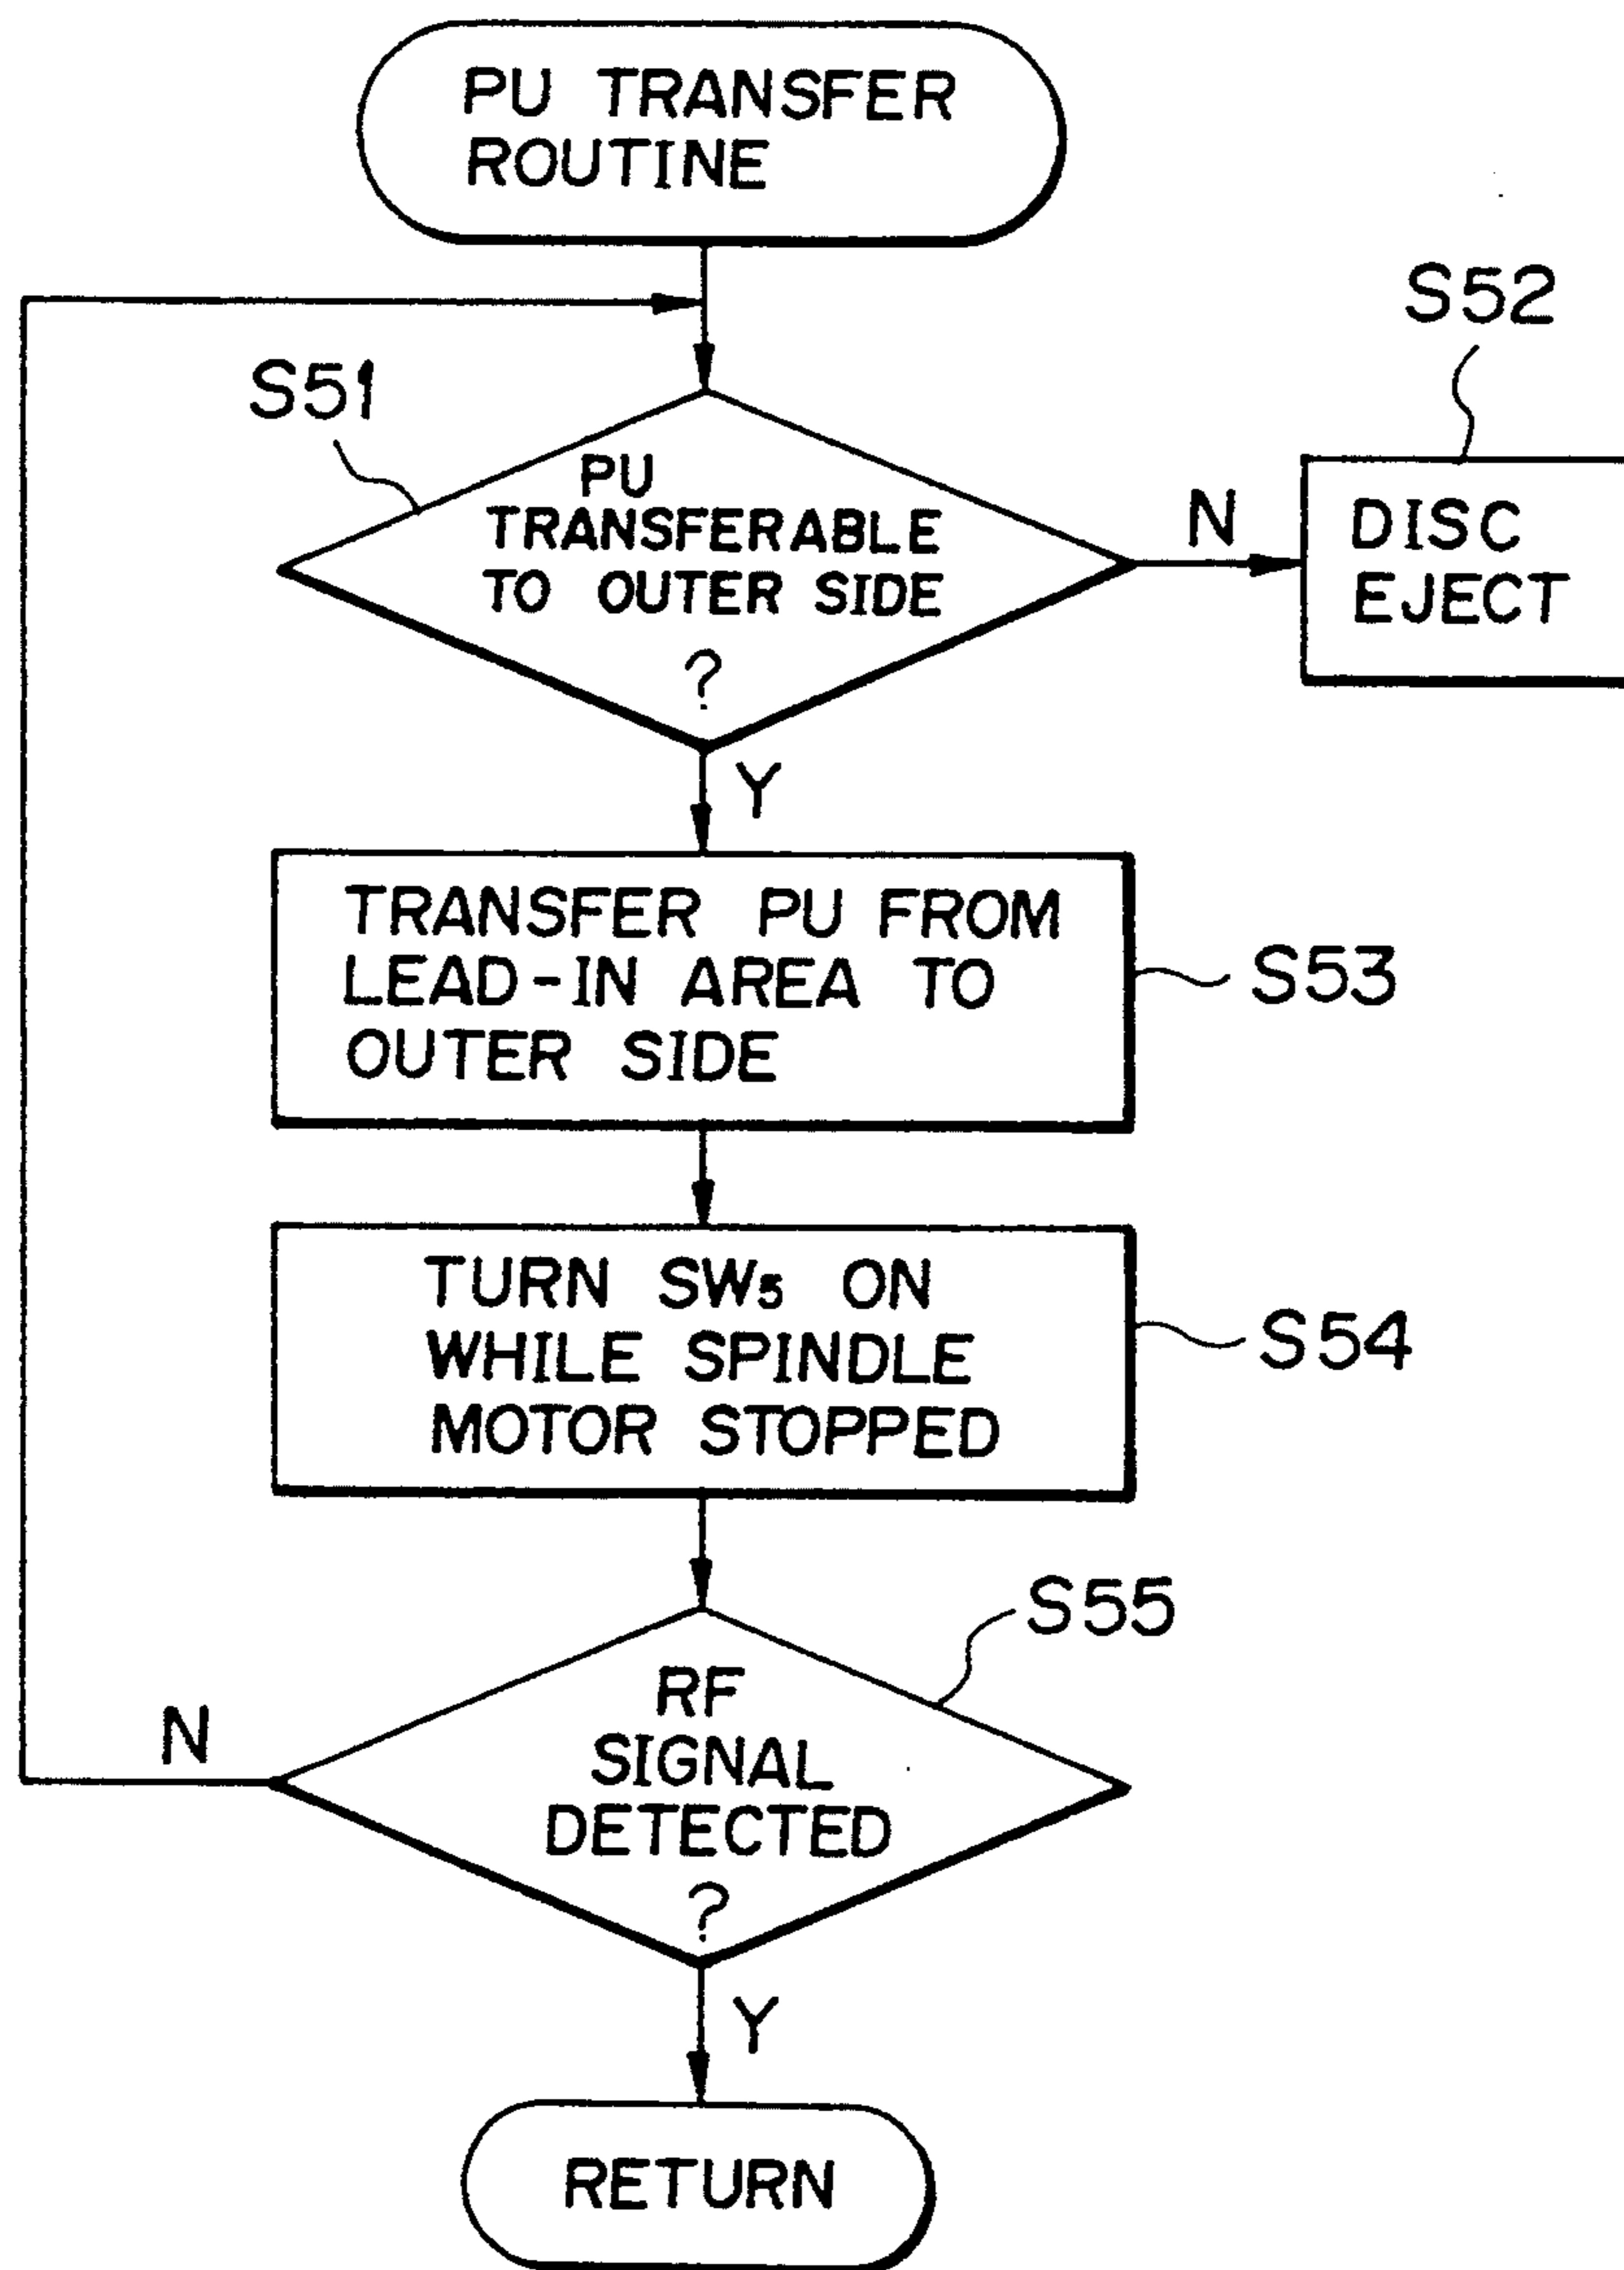 PU TRANSFER
ROUTINE
S51
S52
PU
TRANSFERABLE
TO OUTER SIDE
?
N
DISC
EJECT
Y
TRANSFER PU FROM
LEAD-IN AREA TO
OUTER SIDE
S53
TURN SW₅ ON
WHILE SPINDLE
MOTOR STOPPED
S54
S55
RF
SIGNAL
DETECTED
?
N
Y
RETURN